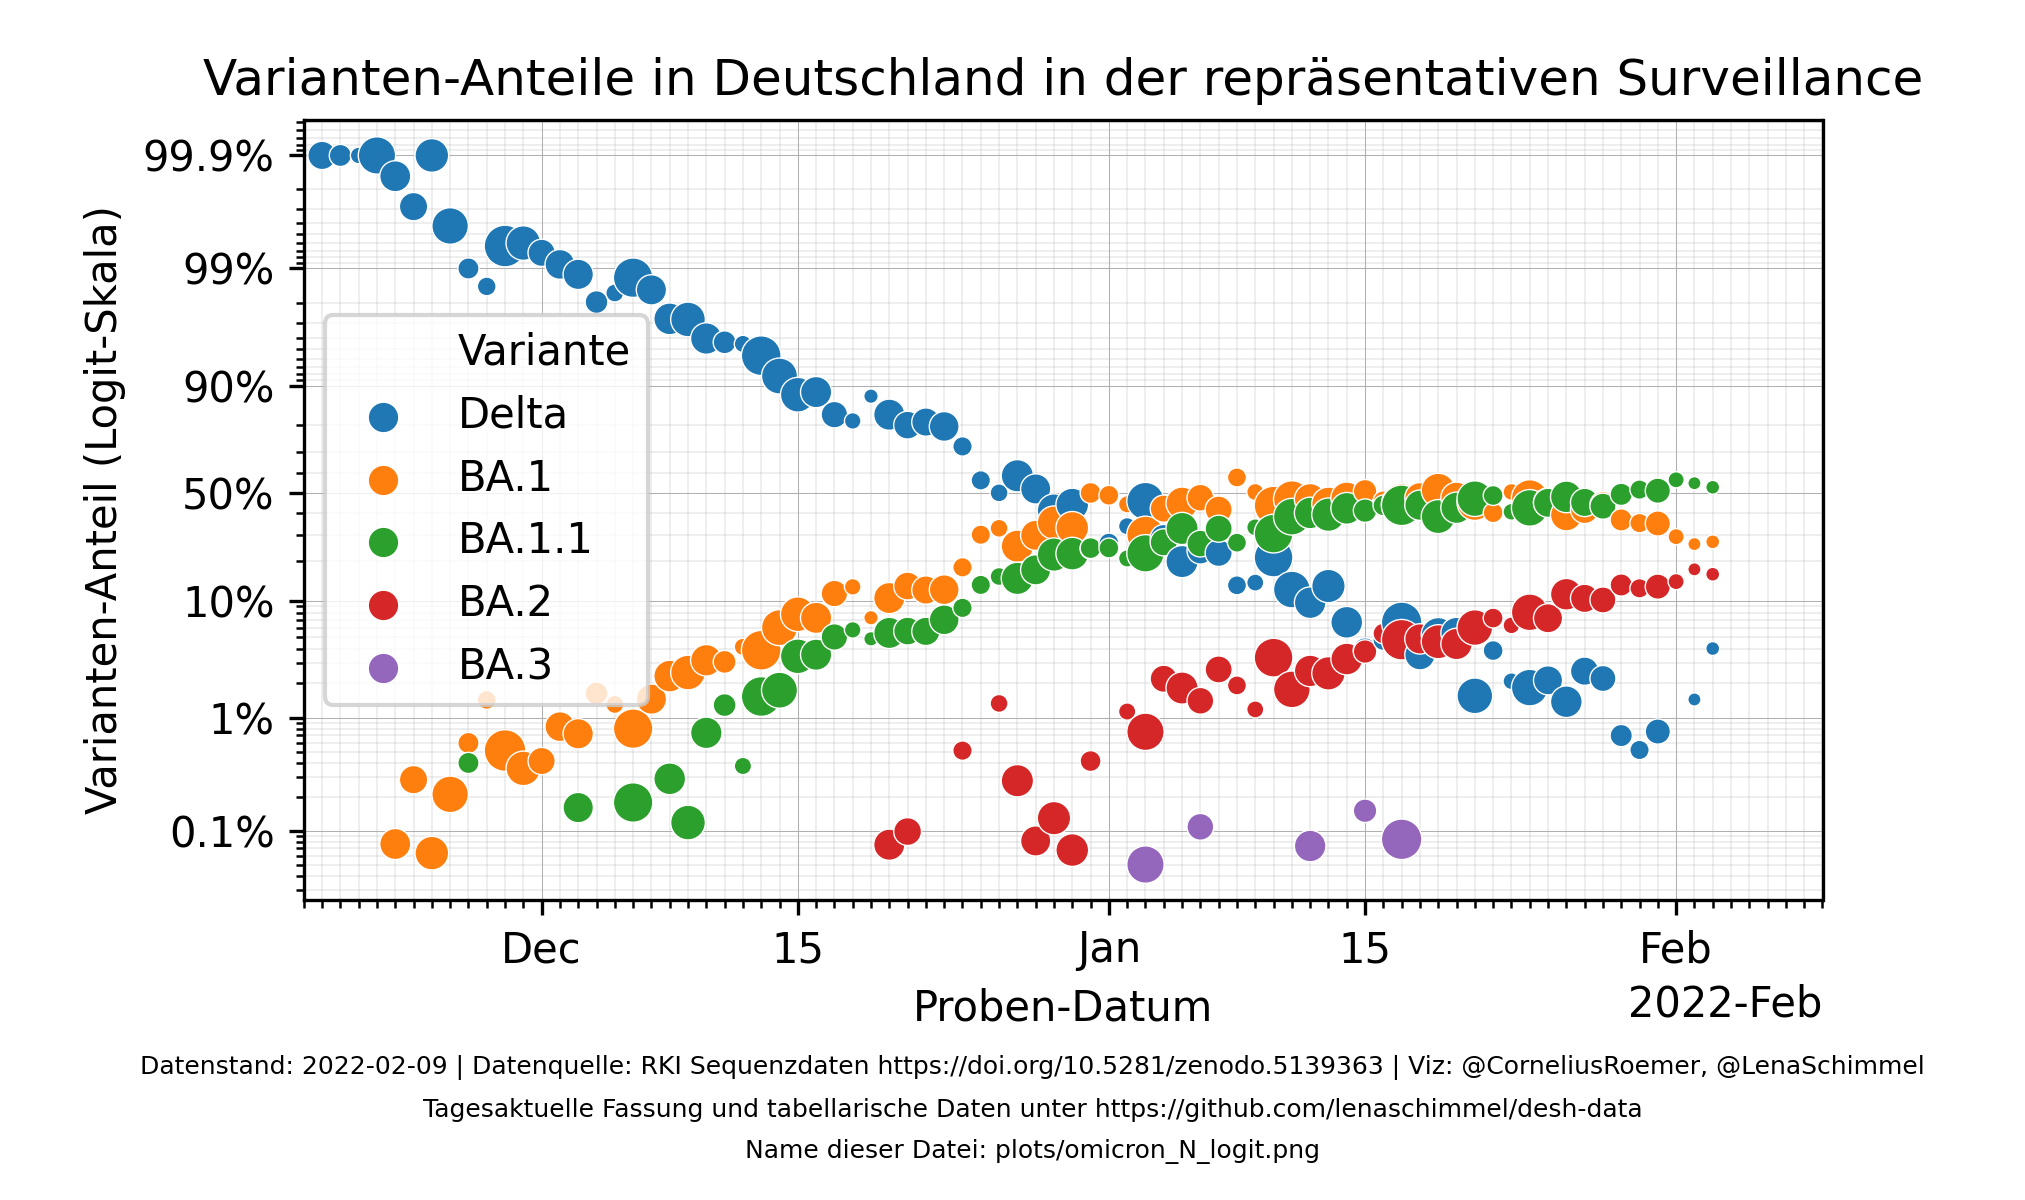 Varianten-Anteile in Deutschland in der repräsentativen Surveillance
Varianten-Anteil (Logit-Skala)
99.9%
99%
90%
50%
10%
1%
0.1%
Variante
Delta
BA.1
BA.1.1
BA.2
BA.3
Dec
15
Jan
15
Feb
Proben-Datum
2022-Feb
Datenstand: 2022-02-09 | Datenquelle: RKI Sequenzdaten https://doi.org/10.5281/zenodo.5139363 | Viz: @CorneliusRoemer, @LenaSchimmel
Tagesaktuelle Fassung und tabellarische Daten unter https://github.com/lenaschimmel/desh-data
Name dieser Datei: plots/omicron_N_logit.png